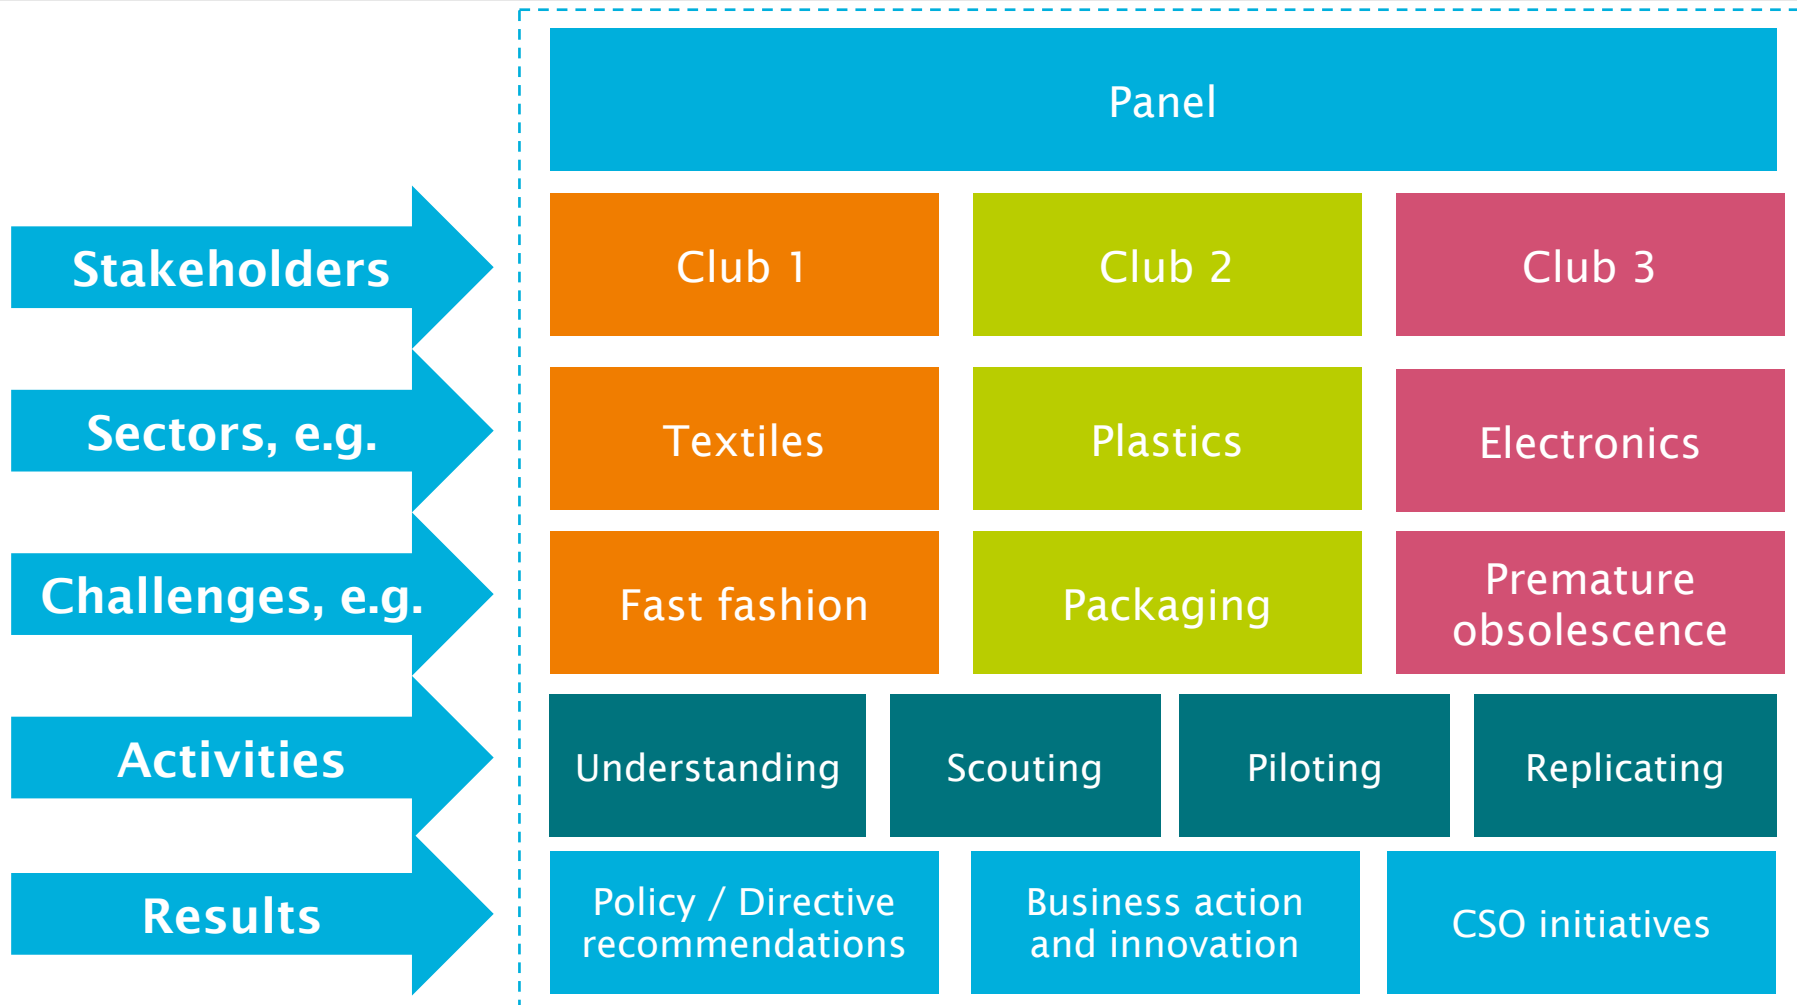 Panel
Stakeholders
Club 1
Club 2
Club 3
Sectors, e.g.
Textiles
Plastics
Electronics
Challenges, e.g.
Fast fashion
Packaging
Premature
obsolescence
Activities
Understanding
Scouting
Piloting
Replicating
Results
Policy / Directive
recommendations
Business action
and innovation
CSO initiatives